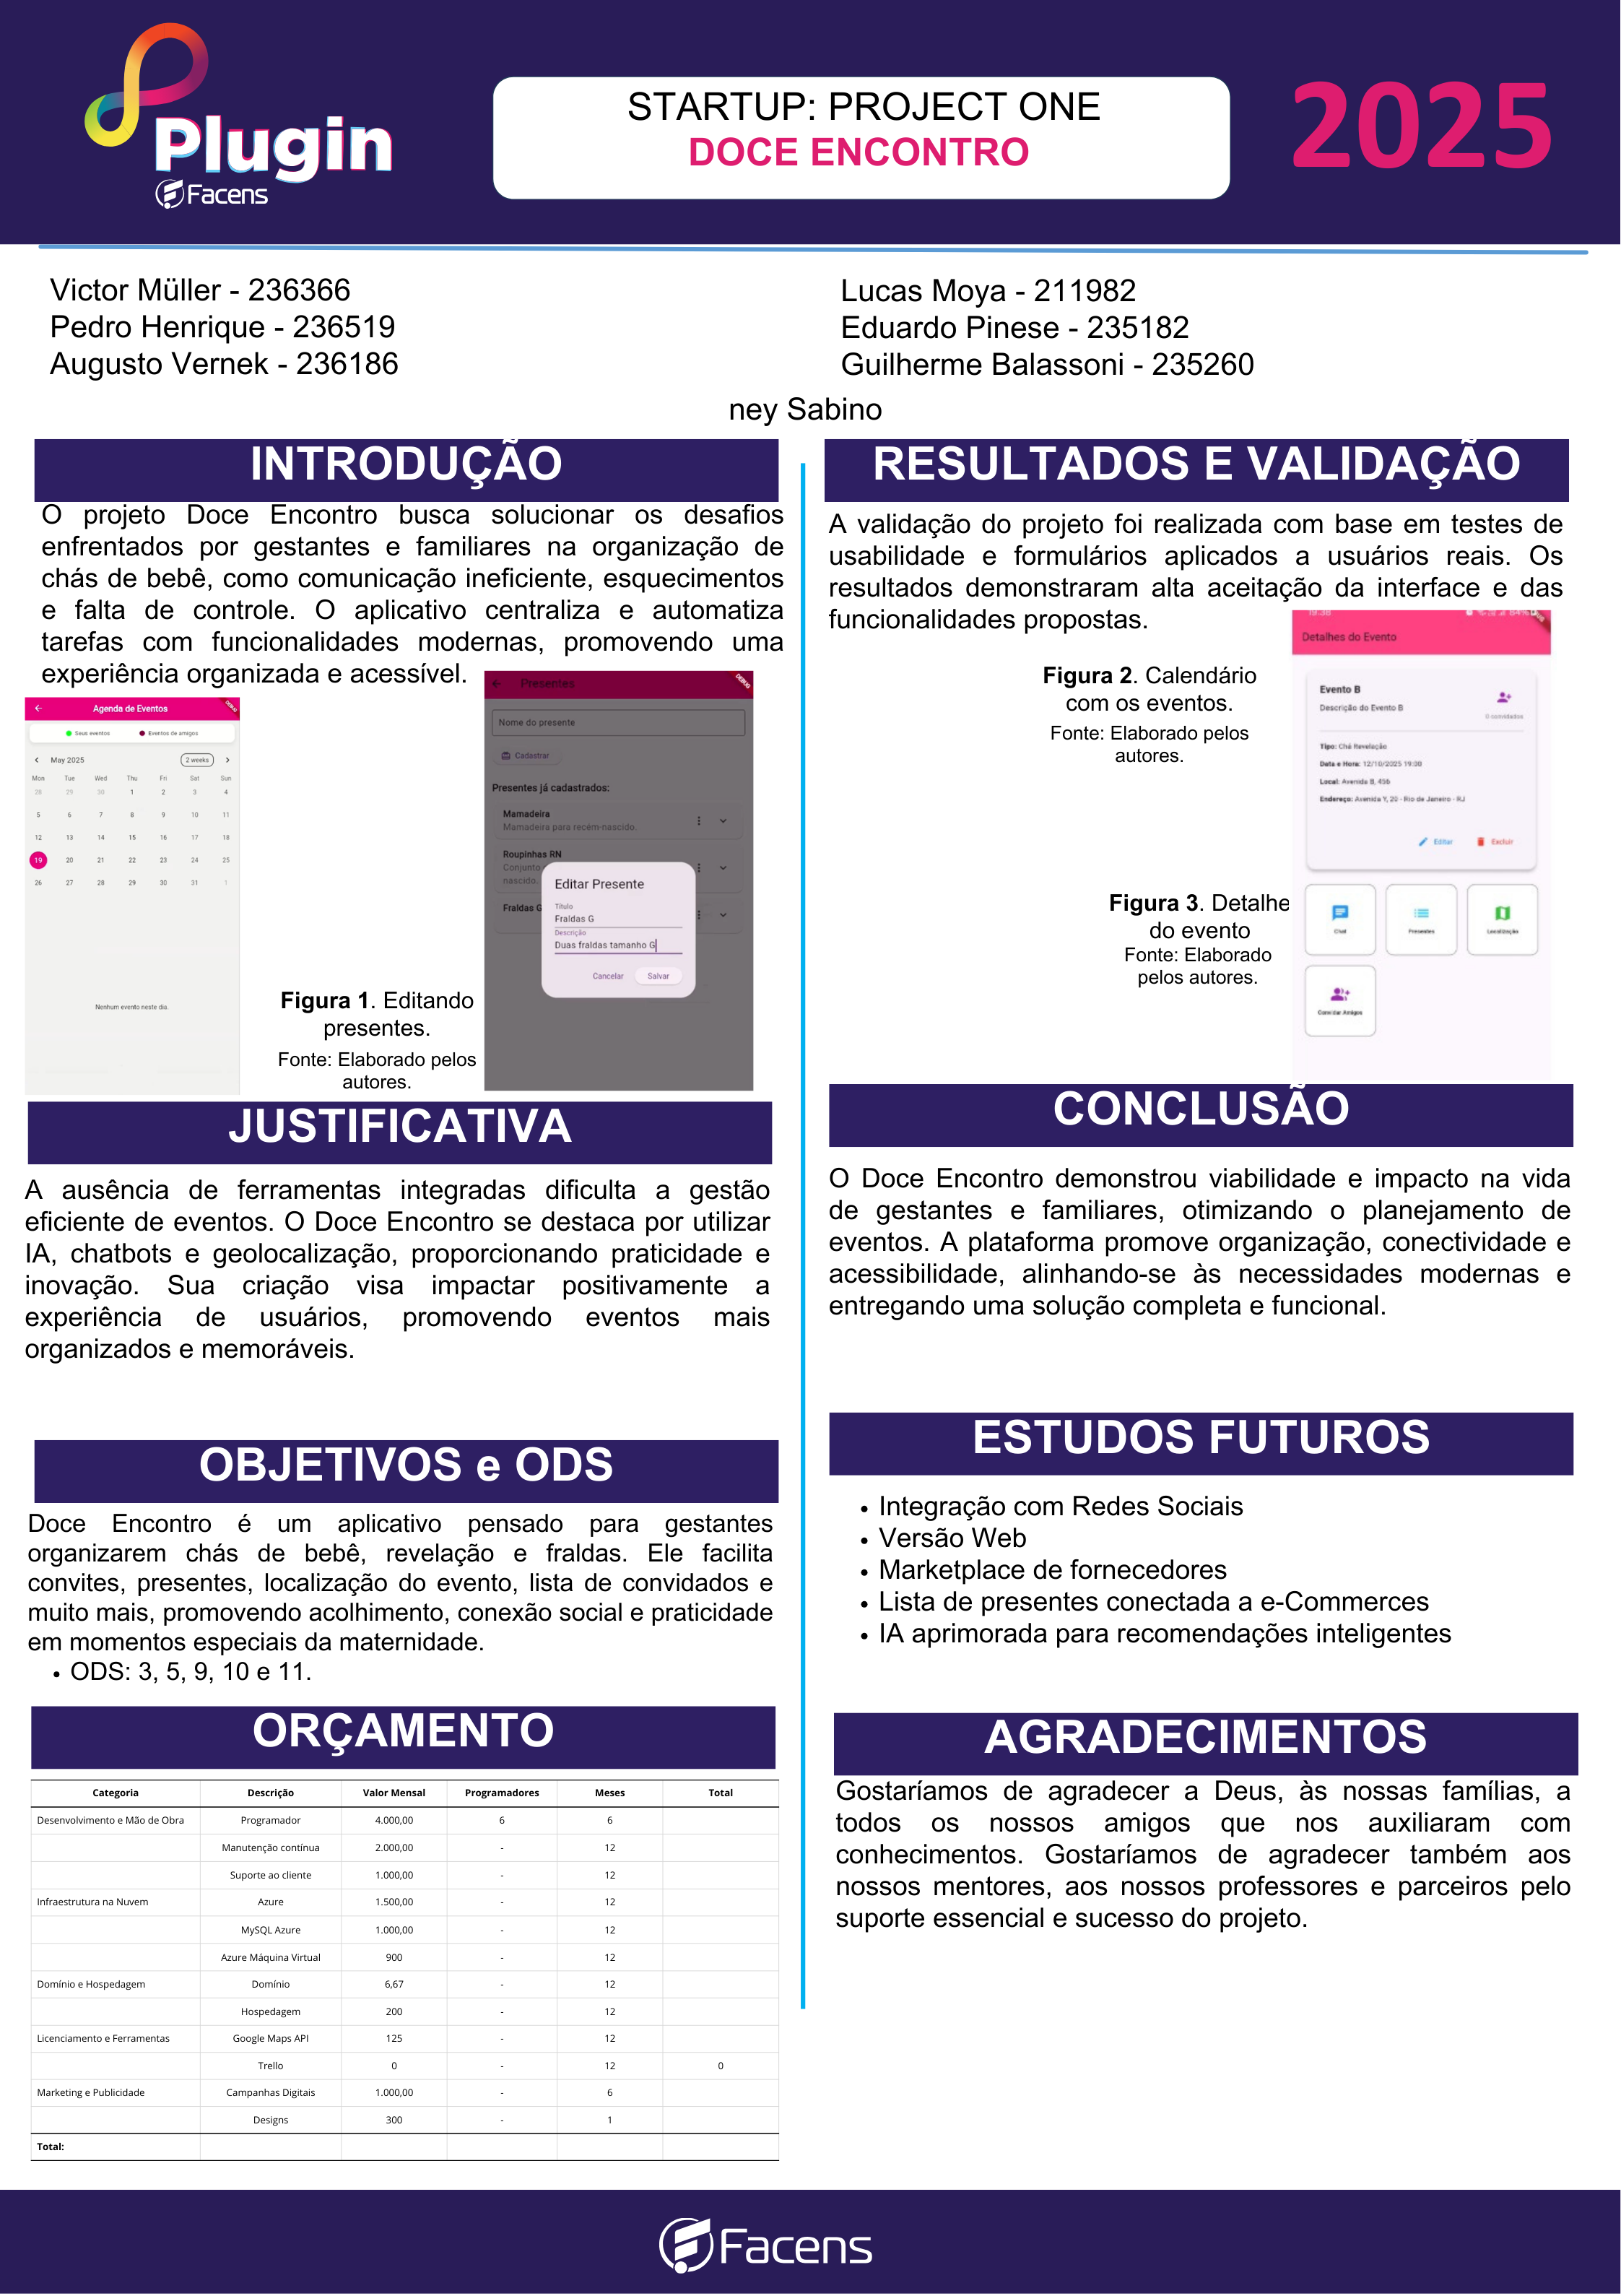 Plugin
Facens
STARTUP: PROJECT ONE
DOCE ENCONTRO
2025
Victor Müller - 236366
Pedro Henrique - 236519
Augusto Vernek - 236186
Lucas Moya - 211982
Eduardo Pinese - 235182
Guilherme Balassoni - 235260
ney Sabino
INTRODUÇÃO
O projeto Doce Encontro busca solucionar os desafios
enfrentados por gestantes e familiares na organização de
chás de bebê, como comunicação ineficiente, esquecimentos
e falta de controle. O aplicativo centraliza e automatiza
tarefas com funcionalidades modernas, promovendo uma
experiência organizada e acessível.
Agenda de Eventos
DEBUG
Seus eventos Eventos de amigos
May 2025 2 weeks
Mon Tue Wed Thu Fri Sat Sun
28 29 30 1 2 3 4
5 6 7 8 9 10 11
12 13 14 15 16 17 18
19 20 21 22 23 24 25
26 27 28 29 30 31 1
Nenhum evento neste dia.
Figura 1. Editando
presentes.
Fonte: Elaborado pelos
autores.
Presentes
DEBUG
Nome do presente
Cadastrar
Presentes já cadastrados:
Mamadeira
Mamadeira para recém-nascido.
Roupinhas RN
Conjunto
nascido.
Fraldas G
Editar Presente
Título
Fraldas G
Descrição
Duas fraldas tamanho G
Cancelar Salvar
JUSTIFICATIVA
A ausência de ferramentas integradas dificulta a gestão
eficiente de eventos. O Doce Encontro se destaca por utilizar
IA, chatbots e geolocalização, proporcionando praticidade e
inovação. Sua criação visa impactar positivamente a
experiência de usuários, promovendo eventos mais
organizados e memoráveis.
OBJETIVOS e ODS
Doce Encontro é um aplicativo pensado para gestantes
organizarem chás de bebê, revelação e fraldas. Ele facilita
convites, presentes, localização do evento, lista de convidados e
muito mais, promovendo acolhimento, conexão social e praticidade
em momentos especiais da maternidade.
• ODS: 3, 5, 9, 10 e 11.
ORÇAMENTO
Categoria Descrição Valor Mensal Programadores Meses Total
Desenvolvimento e Mão de Obra Programador 4.000,00 6 6
Manutenção contínua 2.000,00 - 12
Suporte ao cliente 1.000,00 - 12
Infraestrutura na Nuvem Azure 1.500,00 - 12
MySQL Azure 1.000,00 - 12
Azure Máquina Virtual 900 - 12
Domínio e Hospedagem Domínio 6,67 - 12
Hospedagem 200 - 12
Licenciamento e Ferramentas Google Maps API 125 - 12
Trello 0 - 12 0
Marketing e Publicidade Campanhas Digitais 1.000,00 - 6
Designs 300 - 1
Total:
RESULTADOS E VALIDAÇÃO
A validação do projeto foi realizada com base em testes de
usabilidade e formulários aplicados a usuários reais. Os
resultados demonstraram alta aceitação da interface e das
funcionalidades propostas.
Figura 2. Calendário
com os eventos.
Fonte: Elaborado pelos
autores.
Figura 3. Detalhe
do evento
Fonte: Elaborado
pelos autores.
19:38 84%
Detalhes do Evento
Evento B
Descrição do Evento B
0 convidados
Tipo: Chá Revelação
Data e Hora: 12/10/2025 19:00
Local: Avenida B, 456
Endereço: Avenida Y, 20 - Rio de Janeiro - RJ
Editar Excluir
Chat Presentes Localização
Convidar Amigos
CONCLUSÃO
O Doce Encontro demonstrou viabilidade e impacto na vida
de gestantes e familiares, otimizando o planejamento de
eventos. A plataforma promove organização, conectividade e
acessibilidade, alinhando-se às necessidades modernas e
entregando uma solução completa e funcional.
ESTUDOS FUTUROS
• Integração com Redes Sociais
• Versão Web
• Marketplace de fornecedores
• Lista de presentes conectada a e-Commerces
• IA aprimorada para recomendações inteligentes
AGRADECIMENTOS
Gostaríamos de agradecer a Deus, às nossas famílias, a
todos os nossos amigos que nos auxiliaram com
conhecimentos. Gostaríamos de agradecer também aos
nossos mentores, aos nossos professores e parceiros pelo
suporte essencial e sucesso do projeto.
Facens